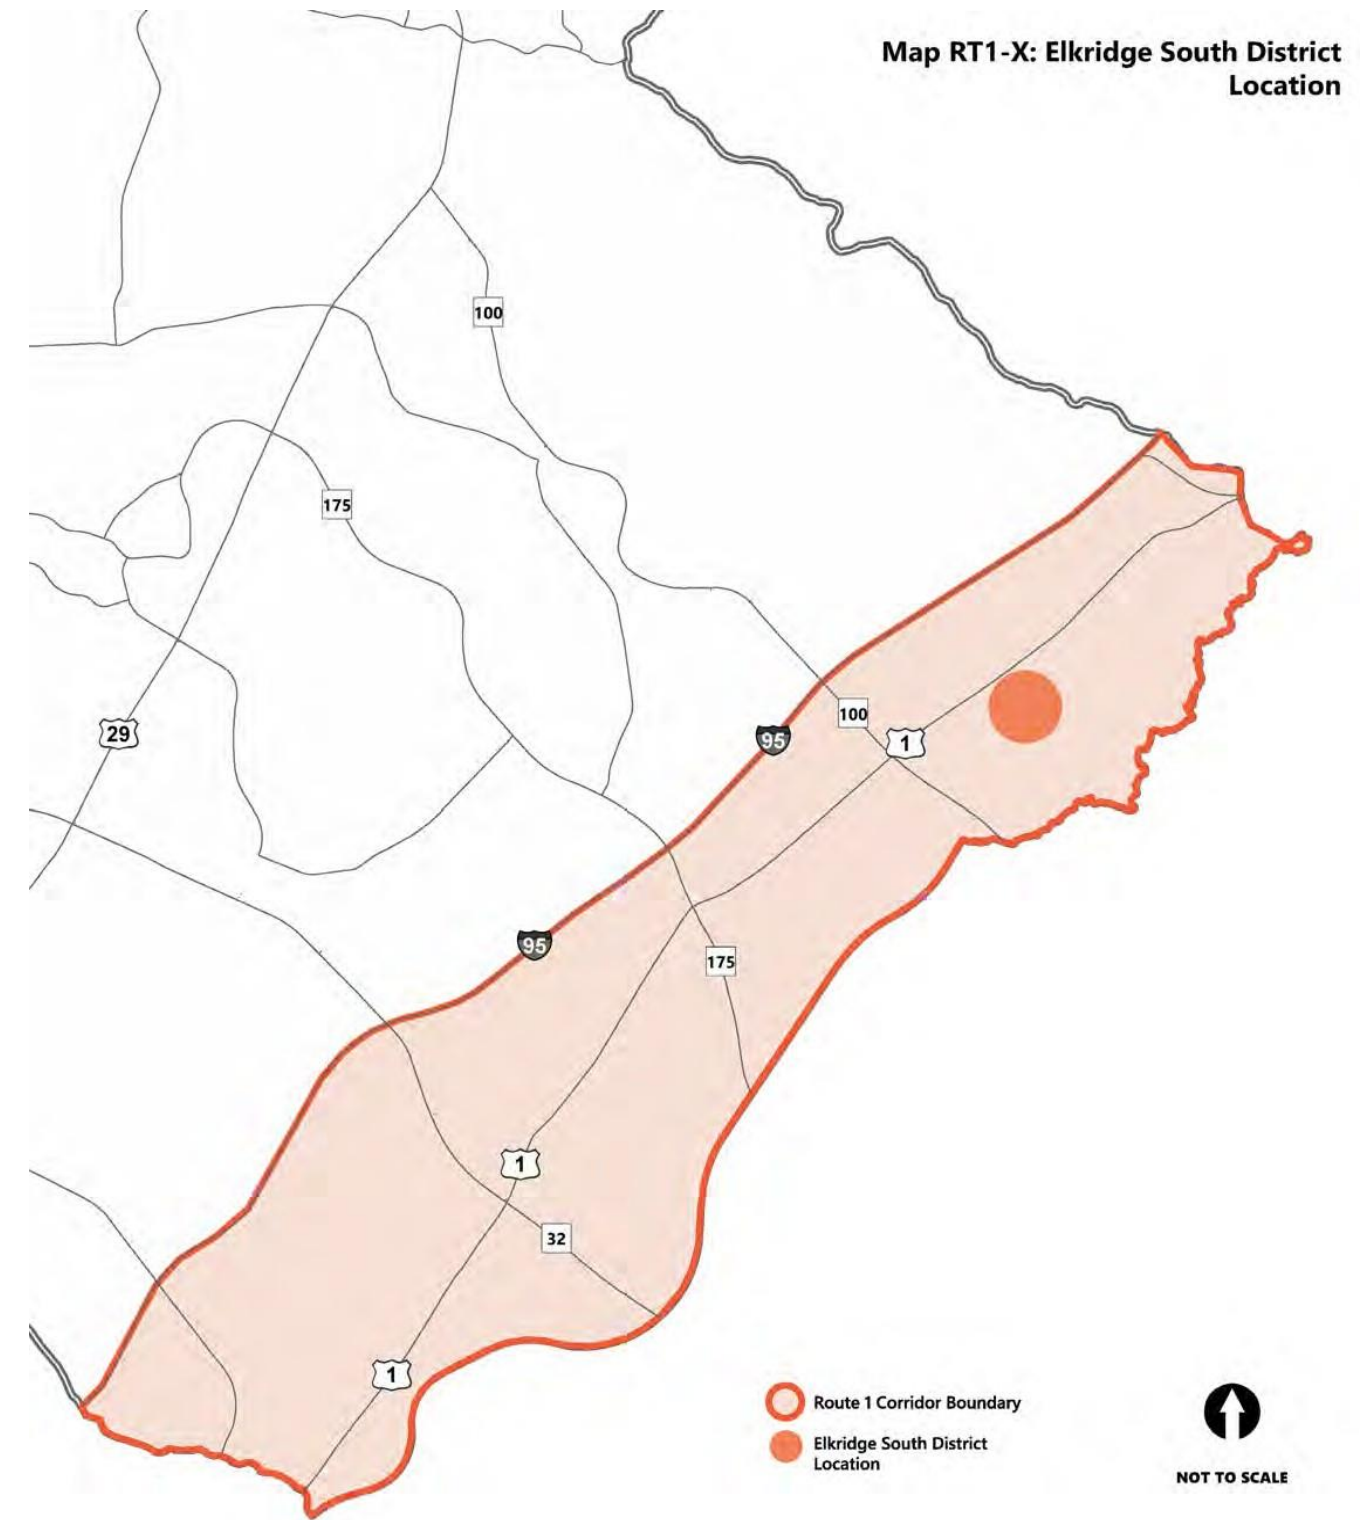 Map RT1-X: Elkridge South District
Location
100
175
29
100
95
1
95
175
1
32
1
Route 1 Corridor Boundary
Elkridge South District
Location
NOT TO SCALE